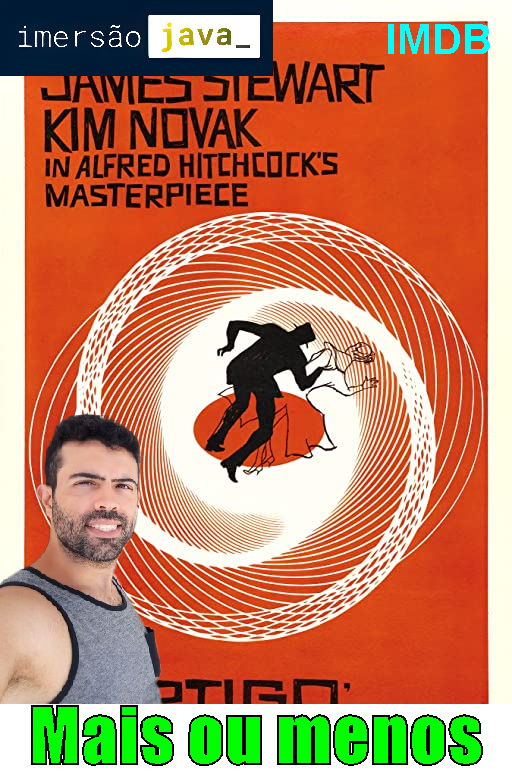 imersão java_
IMDB
JAMES STEWART
KIM NOVAK
IN ALFRED HITCHCOCK'S
MASTERPIECE
Mais ou menos